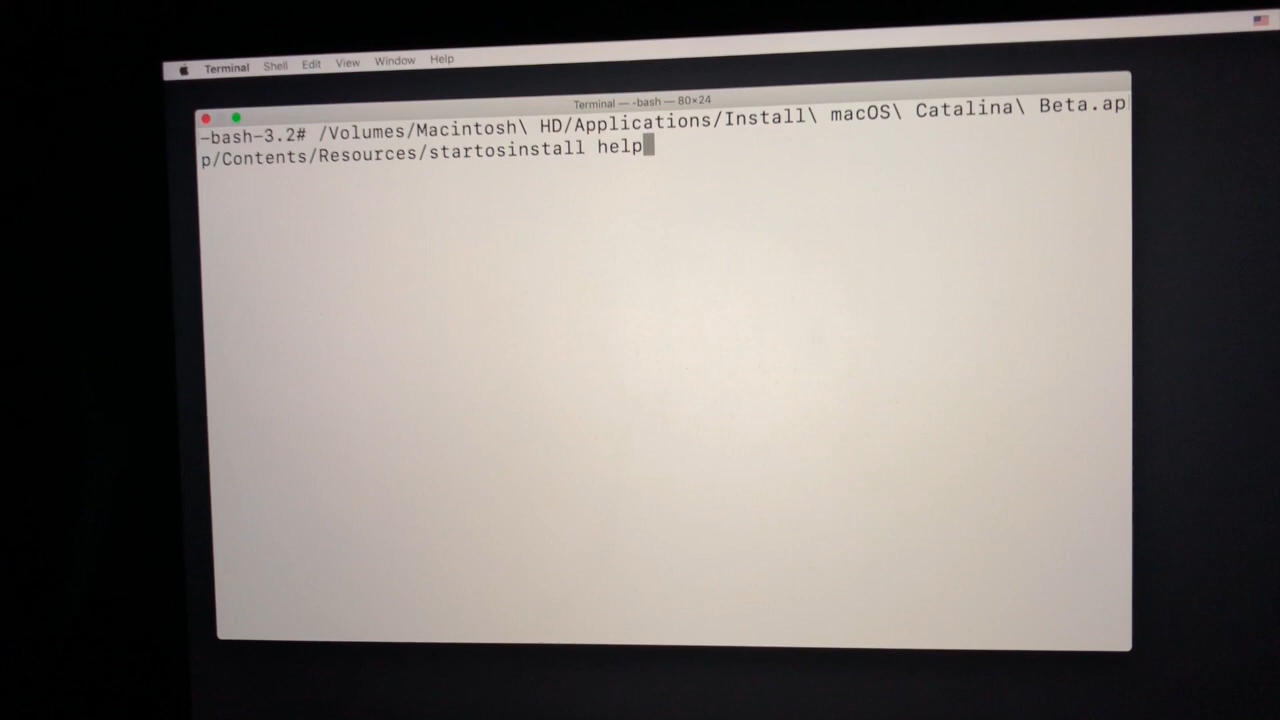 Terminal Shell Edit View Window Help
Terminal — -bash — 80×24
-bash-3.2# /Volumes/Macintosh\ HD/Applications/Install\ macOS\ Catalina\ Beta.ap
p/Contents/Resources/startosinstall help